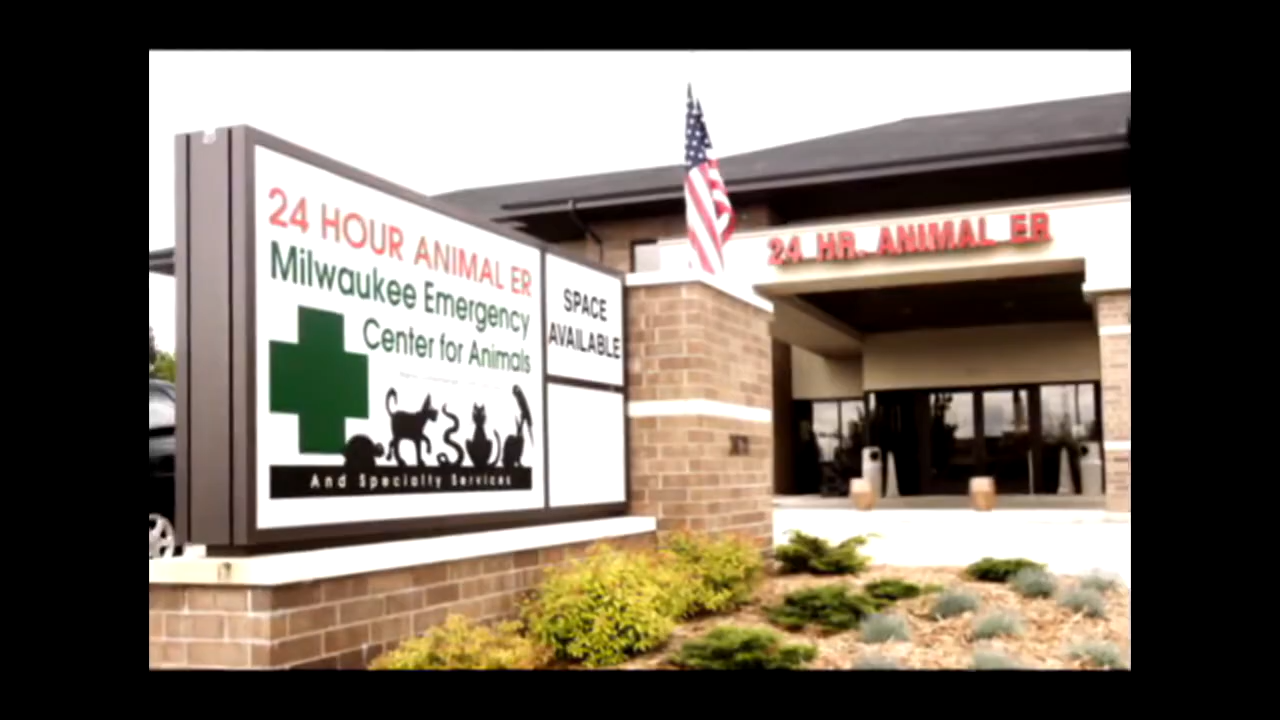 24 HOUR ANIMAL ER
Milwaukee Emergency
Center for Animals
And Specialty Services
SPACE
AVAILABLE
24 HR. ANIMAL ER